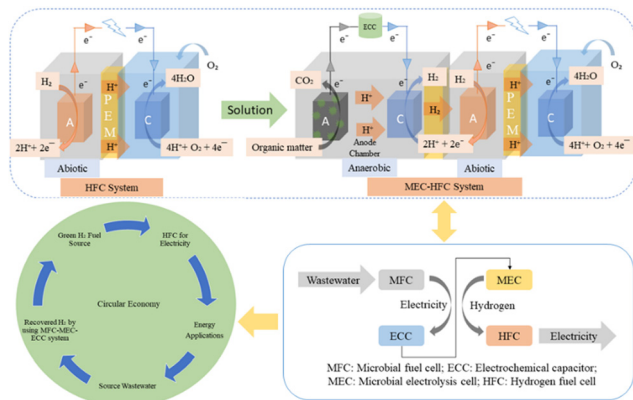 e⁻
e⁻
e⁻
e⁻
H₂
H⁺
4H₂O
O₂
A
PEM
C
2H⁺+ 2e⁻
H⁺
4H⁺+ O₂ + 4e⁻
Abiotic
HFC System
Solution
ECC
e⁻
e⁻
e⁻
e⁻
CO₂
H⁺
H₂
A
C
H⁺
Organic matter
Anode
Chamber
2H⁺+ 2e⁻
Anaerobic
H₂
e⁻
e⁻
e⁻
e⁻
H₂
H⁺
4H₂O
O₂
A
PEM
C
H⁺
4H⁺+ O₂ + 4e⁻
Abiotic
MEC-HFC System
Green H₂ Fuel
Source
HFC for
Electricity
Circular Economy
Recovered H₂ by
using MFC-MEC-
ECC system
Energy
Applications
Source Wastewater
Wastewater
MFC
MEC
Electricity
Hydrogen
ECC
HFC
Electricity
MFC: Microbial fuel cell; ECC: Electrochemical capacitor;
MEC: Microbial electrolysis cell; HFC: Hydrogen fuel cell